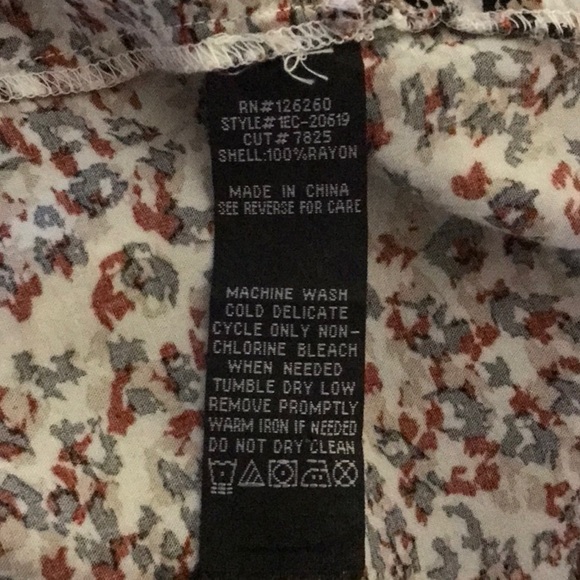 RN#126260
STYLE#1EC-20619
CUT#7825
SHELL:100%RAYON
MADE IN CHINA
SEE REVERSE FOR CARE
MACHINE WASH
COLD DELICATE
CYCLE ONLY NON-
CHLORINE BLEACH
WHEN NEEDED
TUMBLE DRY LOW
REMOVE PROMPTLY
WARM IRON IF NEEDED
DO NOT DRY CLEAN